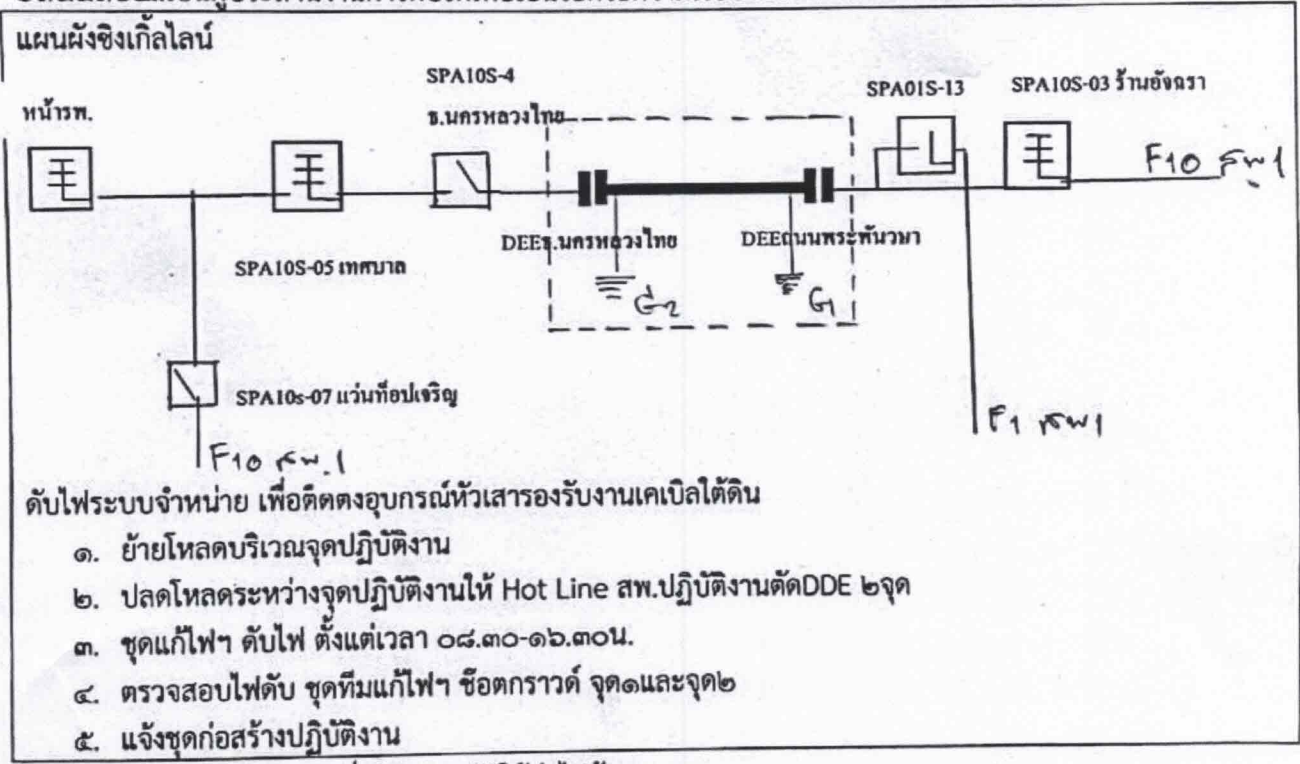 แผนผังซิงเกิ้ลไลน์
หน้ารพ.
SPA10S-4
ธ.นครหลวงไทย
SPA01S-13
SPA10S-03 ร้านอัจฉรา
F10 สพ1
DEEธ.นครหลวงไทย
DEEถนนพระพันวษา
G2
G1
SPA10S-05 เทศบาล
SPA10s-07 แว่นท็อปเจริญ
F10 สพ.1
F1 สพ1
ดับไฟระบบจำหน่าย เพื่อติดตงอุบกรณ์หัวเสารองรับงานเคเบิลใต้ดิน
๑. ย้ายโหลดบริเวณจุดปฏิบัติงาน
๒. ปลดโหลดระหว่างจุดปฏิบัติงานให้ Hot Line สพ.ปฏิบัติงานตัดDDE ๒จุด
๓. ชุดแก้ไฟฯ ดับไฟ ตั้งแต่เวลา ๐๘.๓๐-๑๖.๓๐น.
๔. ตรวจสอบไฟดับ ชุดทีมแก้ไฟฯ ช๊อตกราวด์ จุด๑และจุด๒
๕. แจ้งชุดก่อสร้างปฏิบัติงาน